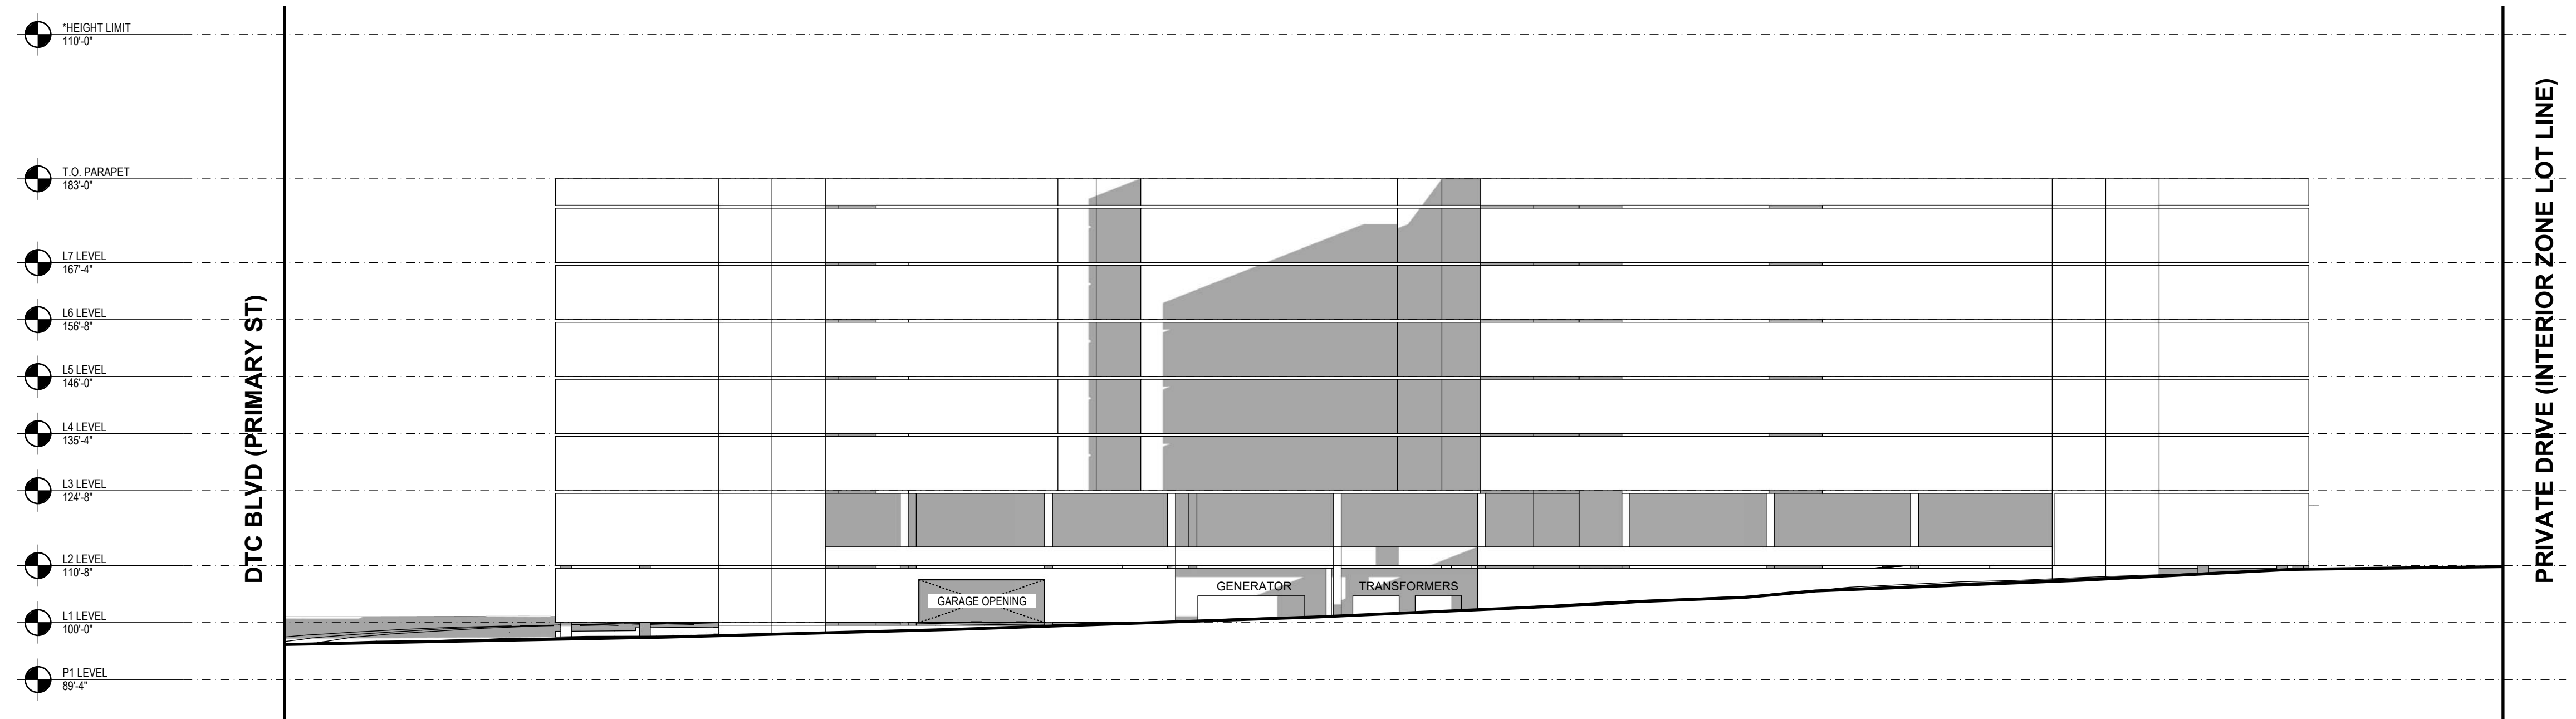 *HEIGHT LIMIT
110'-0"
T.O. PARAPET
183'-0"
L7 LEVEL
167'-4"
L6 LEVEL
156'-8"
L5 LEVEL
146'-0"
L4 LEVEL
135'-4"
L3 LEVEL
124'-8"
L2 LEVEL
110'-8"
L1 LEVEL
100'-0"
P1 LEVEL
89'-4"
DTC BLVD (PRIMARY ST)
GARAGE OPENING
GENERATOR
TRANSFORMERS
PRIVATE DRIVE (INTERIOR ZONE LOT LINE)